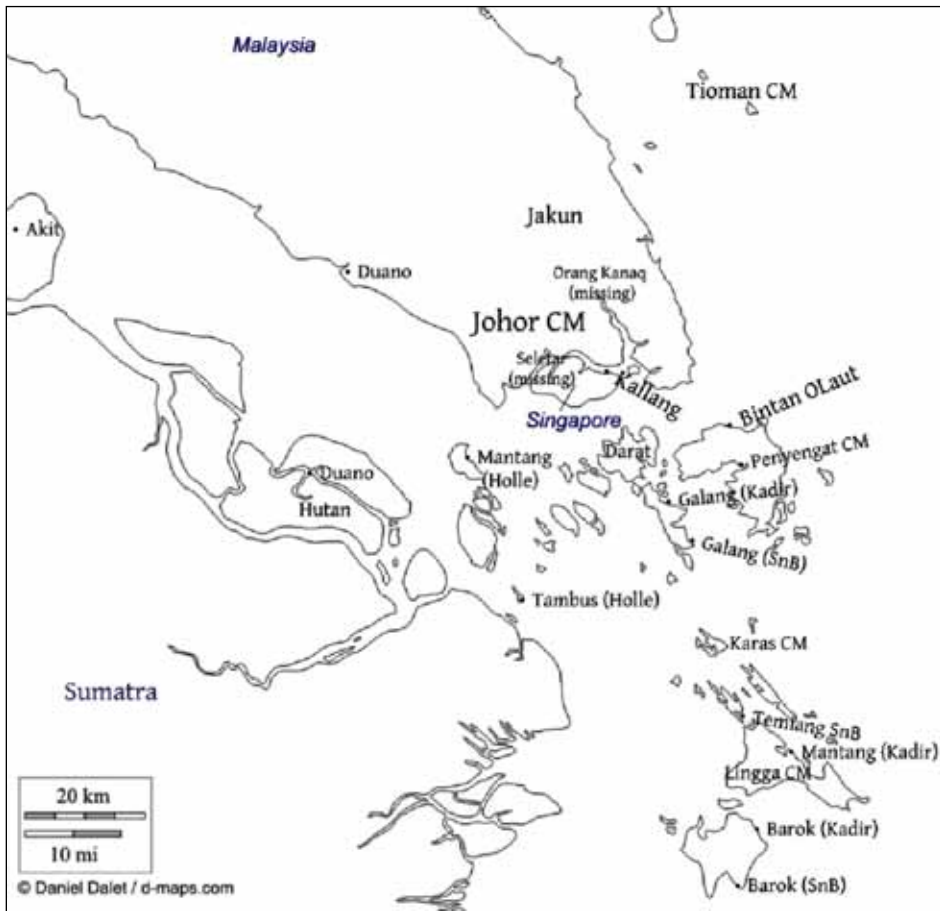 Malaysia
Tioman CM
Jakun
Akit
Duano
Orang Kanaq
(missing)
Johor CM
Seletar
(missing)
Kallang
Singapore
Bintan OLaut
Darat
Penyengat CM
Mantang
(Holle)
Duano
Hutan
Galang (Kadir)
Galang (SnB)
Tambus (Holle)
Karas CM
Sumatra
Temiang SnB
Mantang (Kadir)
Lingga CM
20 km
10 mi
Barok (Kadir)
Barok (SnB)
© Daniel Dalet / d-maps.com